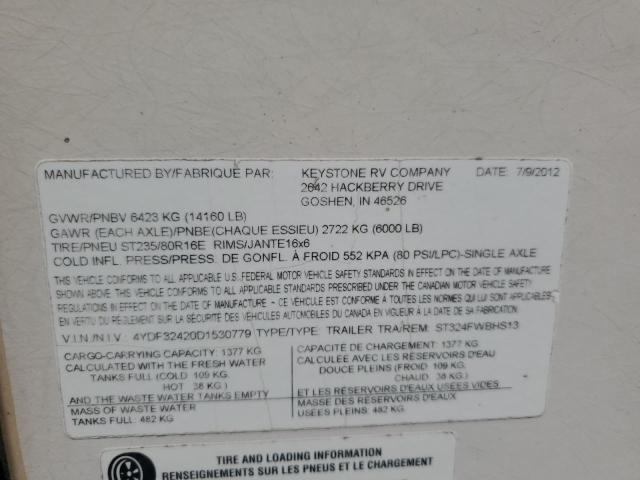 MANUFACTURED BY/FABRIQUÉ PAR: KEYSTONE RV COMPANY DATE: 7/9/2012
2642 HACKBERRY DRIVE
GOSHEN, IN 46526
GVWR/PNBV 6423 KG (14160 LB)
GAWR (EACH AXLE)/PNBE(CHAQUE ESSIEU) 2722 KG (6000 LB)
TIRE/PNEU ST235/80R16E RIMS/JANTE16x6
COLD INFL. PRESS/PRESS. DE GONFL. À FROID 552 KPA (80 PSI/LPC)-SINGLE AXLE
THIS VEHICLE CONFORMS TO ALL APPLICABLE U.S. FEDERAL MOTOR VEHICLE SAFETY STANDARDS IN EFFECT ON THE DATE OF MANUFACTURE
SHOWN ABOVE. THIS VEHICLE CONFORMS TO ALL APPLICABLE STANDARDS PRESCRIBED UNDER THE CANADIAN MOTOR VEHICLE SAFETY
REGULATIONS IN EFFECT ON THE DATE OF MANUFACTURE - CE VÉHICULE EST CONFORME À TOUTES LES NORMES QUI LUI SONT APPLICABLES
EN VERTU DU RÈGLEMENT SUR LA SÉCURITÉ DES VÉHICULES AUTOMOBILES DU CANADA EN VIGUEUR À LA DATE DE SA FABRICATION
V.I.N./N.I.V.: 4YDF32420D1530779 TYPE/TYPE: TRAILER TRA/REM: ST324FWBHS13
CARGO-CARRYING CAPACITY: 1377 KG
CALCULATED WITH THE FRESH WATER
TANKS FULL (COLD: 109 KG.
HOT: 38 KG.)
AND THE WASTE WATER TANKS EMPTY
MASS OF WASTE WATER
TANKS FULL: 482 KG
CAPACITÉ DE CHARGEMENT: 1377 KG
CALCULÉE AVEC LES RÉSERVOIRS D'EAU
DOUCE PLEINS (FROID: 109 KG,
CHAUD: 38 KG.)
ET LES RÉSERVOIRS D'EAUX USÉES VIDES
MASSE DES RÉSERVOIRS D'EAUX
USÉES PLEINS: 482 KG
TIRE AND LOADING INFORMATION
RENSEIGNEMENTS SUR LES PNEUS ET LE CHARGEMENT